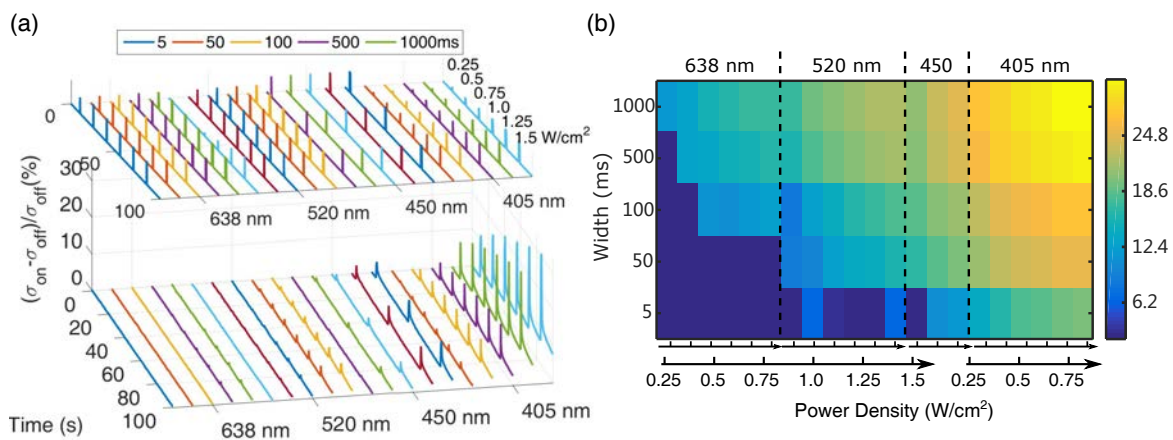 (a)
5 50 100 500 1000ms
0.25
0.5
0.75
1.0
1.25
1.5 W/cm²
0
50
100
638 nm
520 nm
450 nm
405 nm
(σon-σoff)/σoff(%)
30
20
10
0
0
20
40
60
80
100
Time (s)
638 nm
520 nm
450 nm
405 nm
(b)
638 nm 520 nm 450 405 nm
Width (ms)
1000
500
100
50
5
24.8
18.6
12.4
6.2
0.25 0.5 0.75 1.0 1.25 1.5 0.25 0.5 0.75
Power Density (W/cm²)